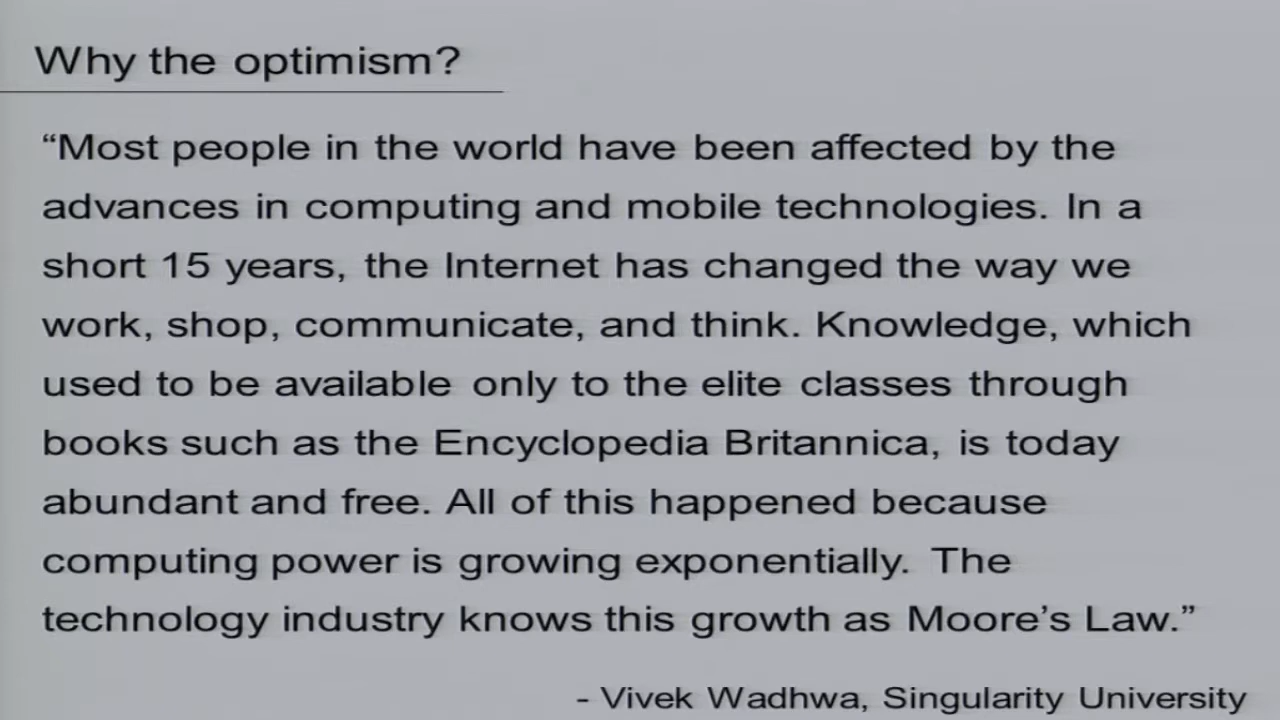 Why the optimism?
“Most people in the world have been affected by the
advances in computing and mobile technologies. In a
short 15 years, the Internet has changed the way we
work, shop, communicate, and think. Knowledge, which
used to be available only to the elite classes through
books such as the Encyclopedia Britannica, is today
abundant and free. All of this happened because
computing power is growing exponentially. The
technology industry knows this growth as Moore’s Law.”
- Vivek Wadhwa, Singularity University